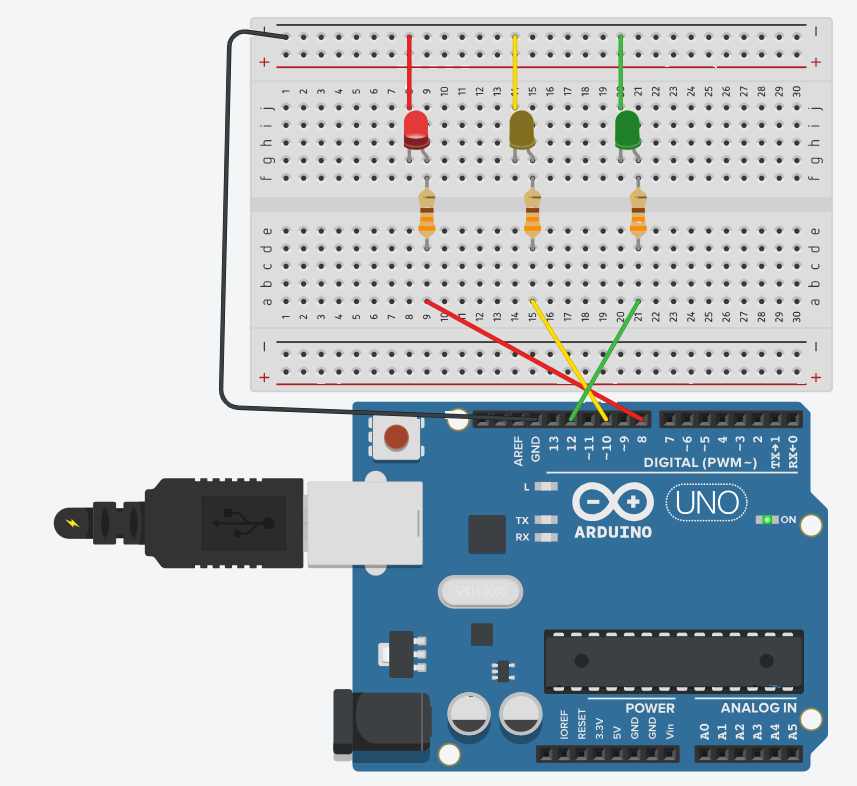 − −
+ +
1 2 3 4 5 6 7 8 9 10 11 12 13 14 15 16 17 18 19 20 21 22 23 24 25 26 27 28 29 30
j j
i i
h h
g g
f f
e e
d d
c c
b b
a a
1 2 3 4 5 6 7 8 9 10 11 12 13 14 15 16 17 18 19 20 21 22 23 24 25 26 27 28 29 30
− −
+ +
AREF GND 13 12 ~11 ~10 ~9 8 7 ~6 ~5 4 ~3 2 TX→1 RX←0
DIGITAL (PWM~)
L
TX
RX
UNO
ARDUINO
ON
SPK16.000G
POWER ANALOG IN
IOREF RESET 3.3V 5V GND GND Vin A0 A1 A2 A3 A4 A5